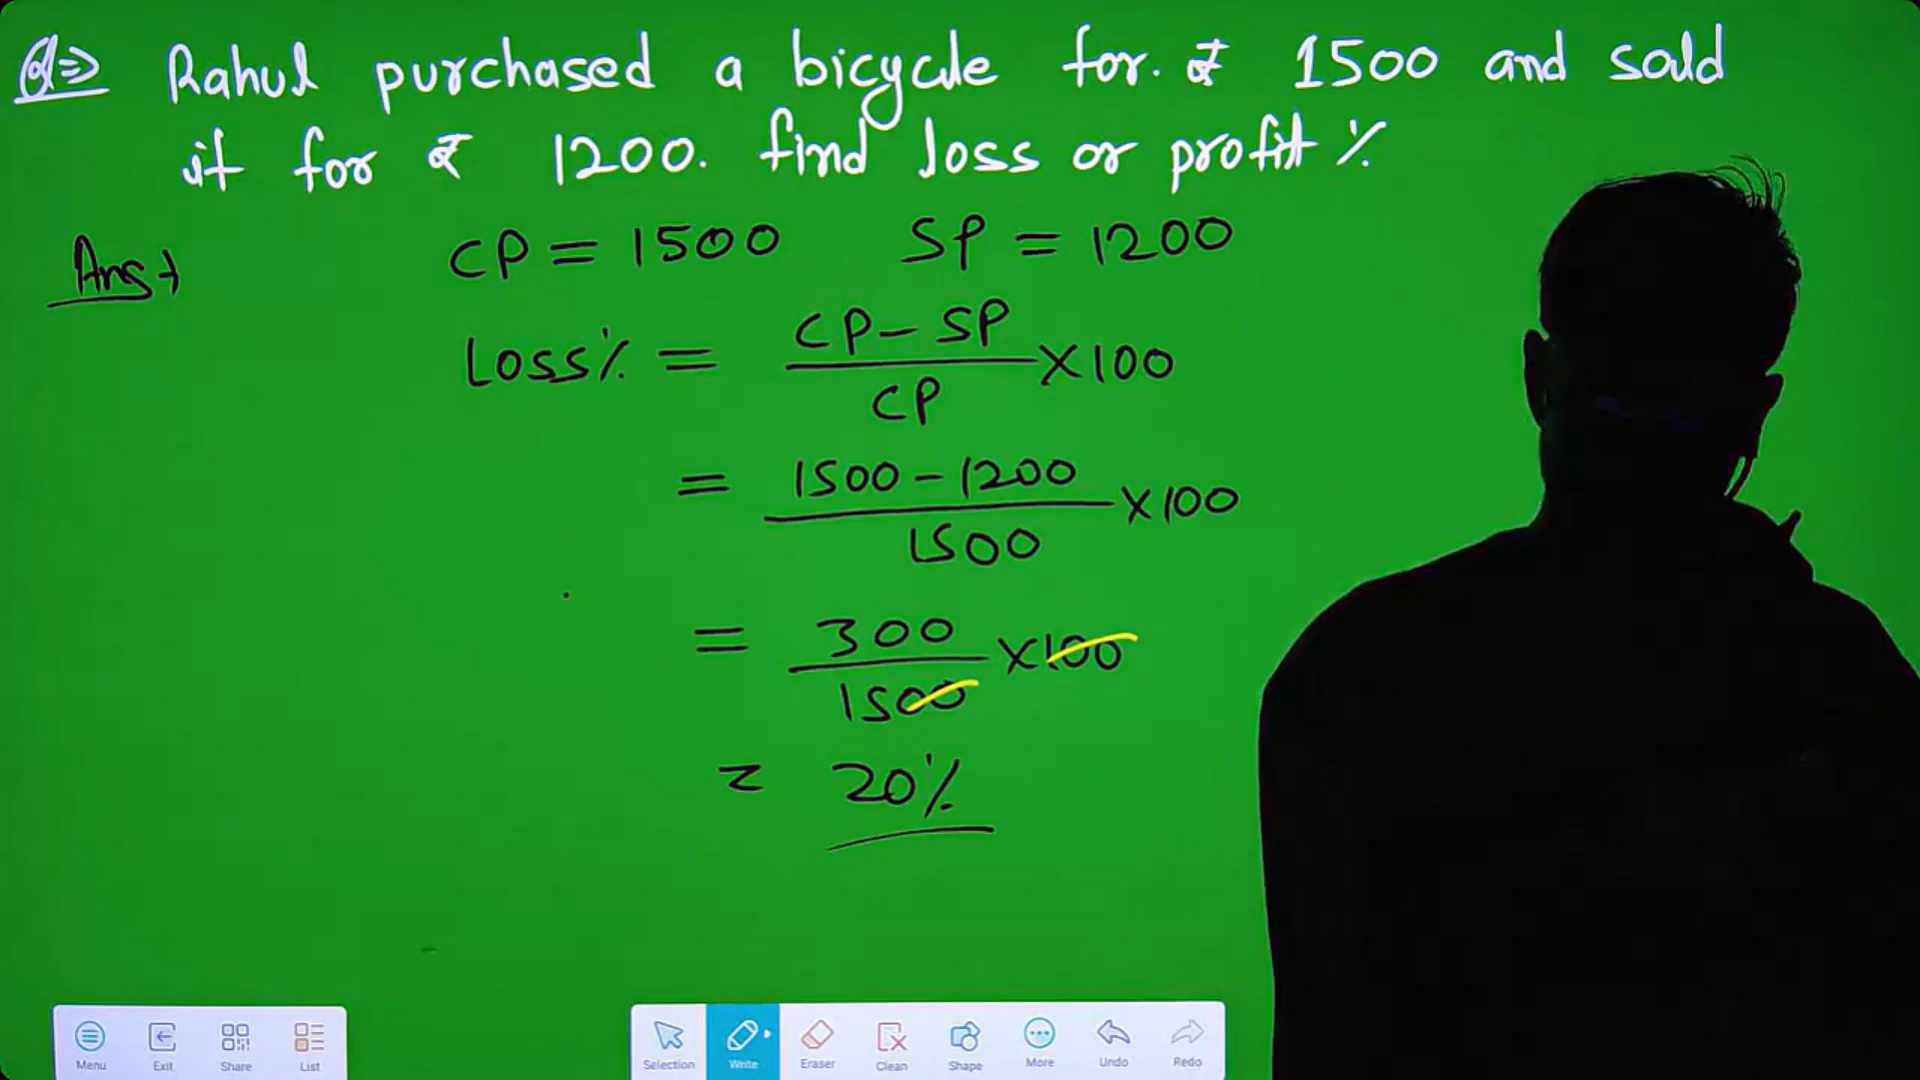 Q⇒ Rahul purchased a bicycle for. ₹ 1500 and sold
it for ₹ 1200. find loss or profit %
Ans→
CP = 1500 SP = 1200
Loss% = CP - SP / CP × 100
= 1500 - 1200 / 1500 × 100
= 300 / 1500 × 100
= 20%
Menu Exit Share List
Selection Write Eraser Clean Shape More Undo Redo